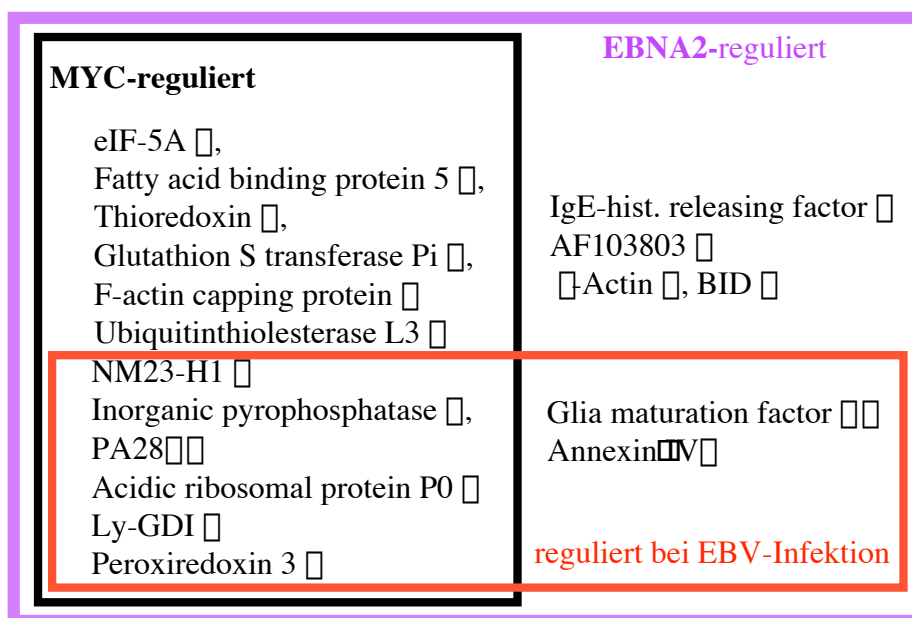 EBNA2-reguliert
MYC-reguliert
eIF-5A □,
Fatty acid binding protein 5 □,
Thioredoxin □,
Glutathion S transferase Pi □,
F-actin capping protein □
Ubiquitinthiolesterase L3 □
NM23-H1 □
Inorganic pyrophosphatase □,
PA28□□
Acidic ribosomal protein P0 □
Ly-GDI □
Peroxiredoxin 3 □
IgE-hist. releasing factor □
AF103803 □
□-Actin □, BID □
Glia maturation factor □□
Annexin□IV□
reguliert bei EBV-Infektion